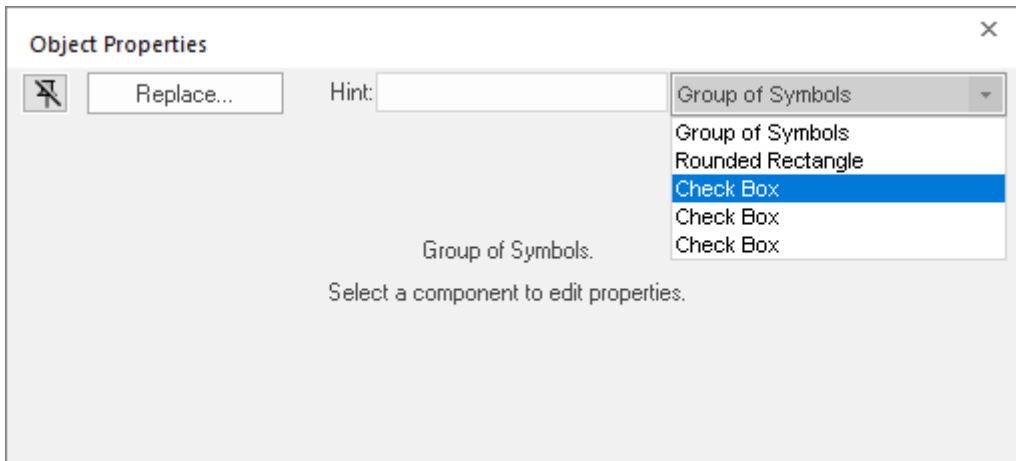 Object Properties
Replace...
Hint:
Group of Symbols
Group of Symbols
Rounded Rectangle
Check Box
Check Box
Check Box
Group of Symbols.
Select a component to edit properties.